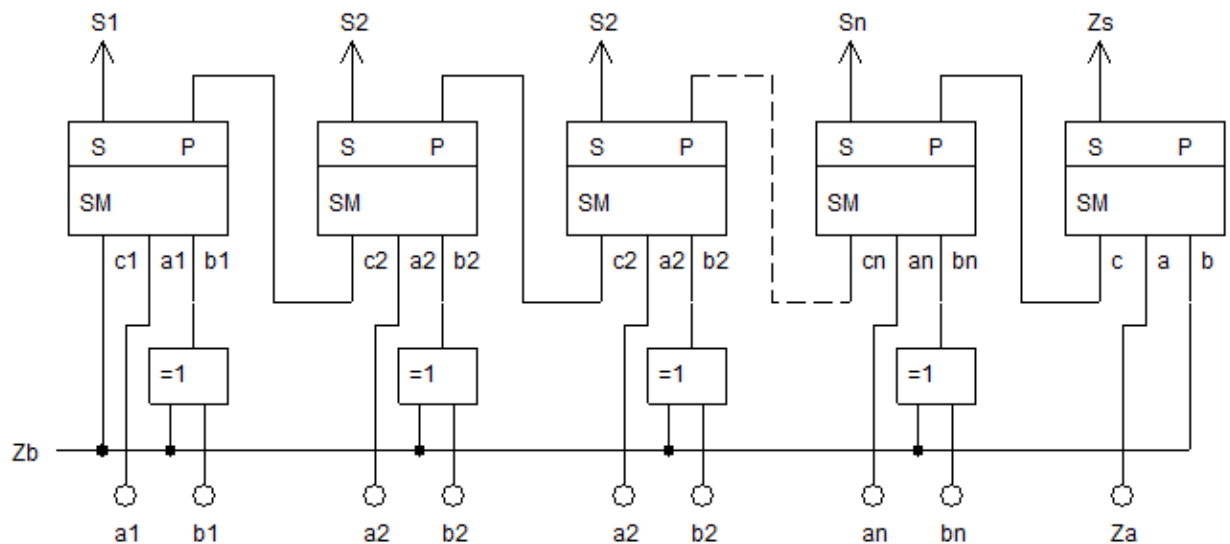 S1 S2 S2 Sn Zs
S P S P S P S P S P
SM SM SM SM SM
c1 a1 b1 c2 a2 b2 c2 a2 b2 cn an bn c a b
=1 =1 =1 =1
Zb
a1 b1 a2 b2 a2 b2 an bn Za